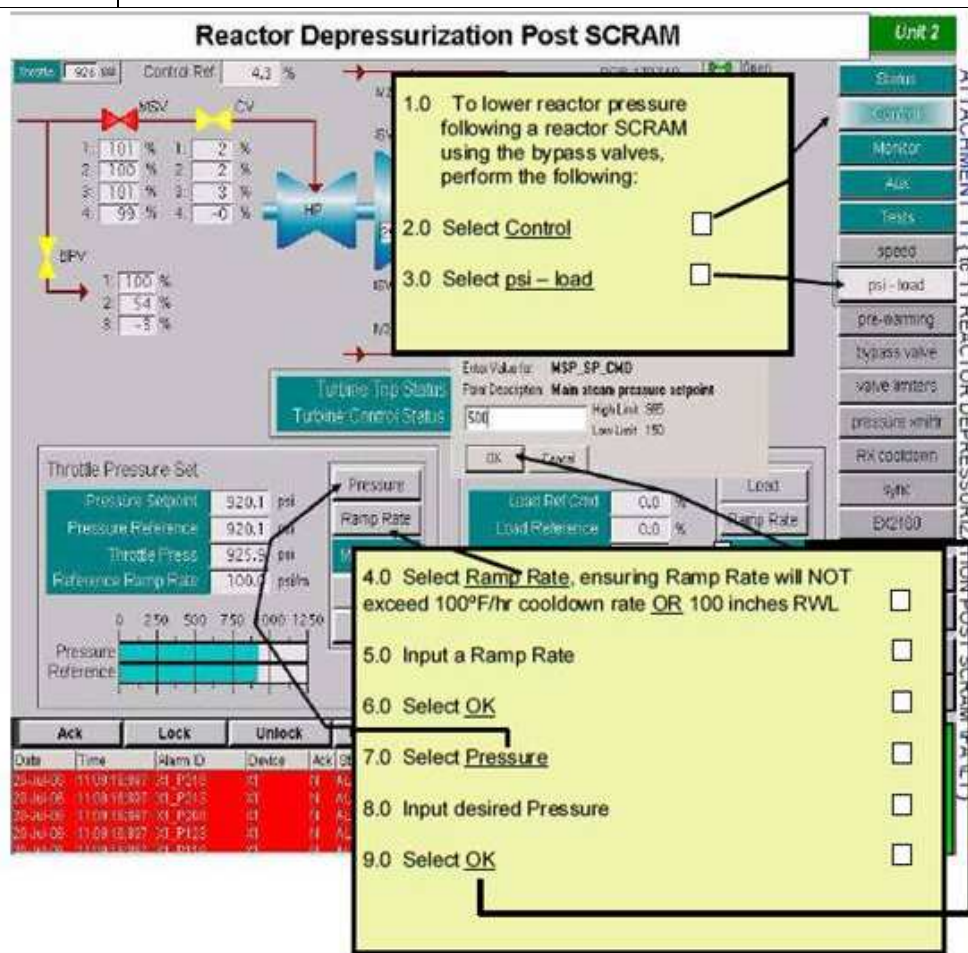 Reactor Depressurization Post SCRAM
Unit 2
Throttle 926 psi
Control Ref 4.3 %
Open
MSV
CV
1: 101 % 1: 2 %
2: 100 % 2: 2 %
3: 101 % 3: 3 %
4: 99 % 4: -0 %
HP
BPV
1: 100 %
2: 54 %
3: -3 %
1.0 To lower reactor pressure
following a reactor SCRAM
using the bypass valves,
perform the following:
2.0 Select Control
3.0 Select psi – load
Status
Control
Monitor
Aux
Tests
speed
psi - load
pre-warming
bypass valve
valve limiters
pressure xmittr
RX cooldown
sync
EX2100
Enter Value for: MSP_SP_CMD
Point Description: Main steam pressure setpoint
500
High Limit 985
Low Limit 150
OK
Cancel
Turbine Trip Status
Turbine Control Status
Throttle Pressure Set
Pressure Setpoint 920.1 psi
Pressure Reference 920.1 psi
Throttle Press 925.9 psi
Reference Ramp Rate 100.0 psi/m
0 250 500 750 1000 1250
Pressure
Reference
Pressure
Ramp Rate
Load Ref Cmd 0.0 %
Load Reference 0.0 %
Load
Ramp Rate
4.0 Select Ramp Rate, ensuring Ramp Rate will NOT
exceed 100ºF/hr cooldown rate OR 100 inches RWL
5.0 Input a Ramp Rate
6.0 Select OK
7.0 Select Pressure
8.0 Input desired Pressure
9.0 Select OK
Ack
Lock
Unlock
Date Time Alarm ID Device Ack